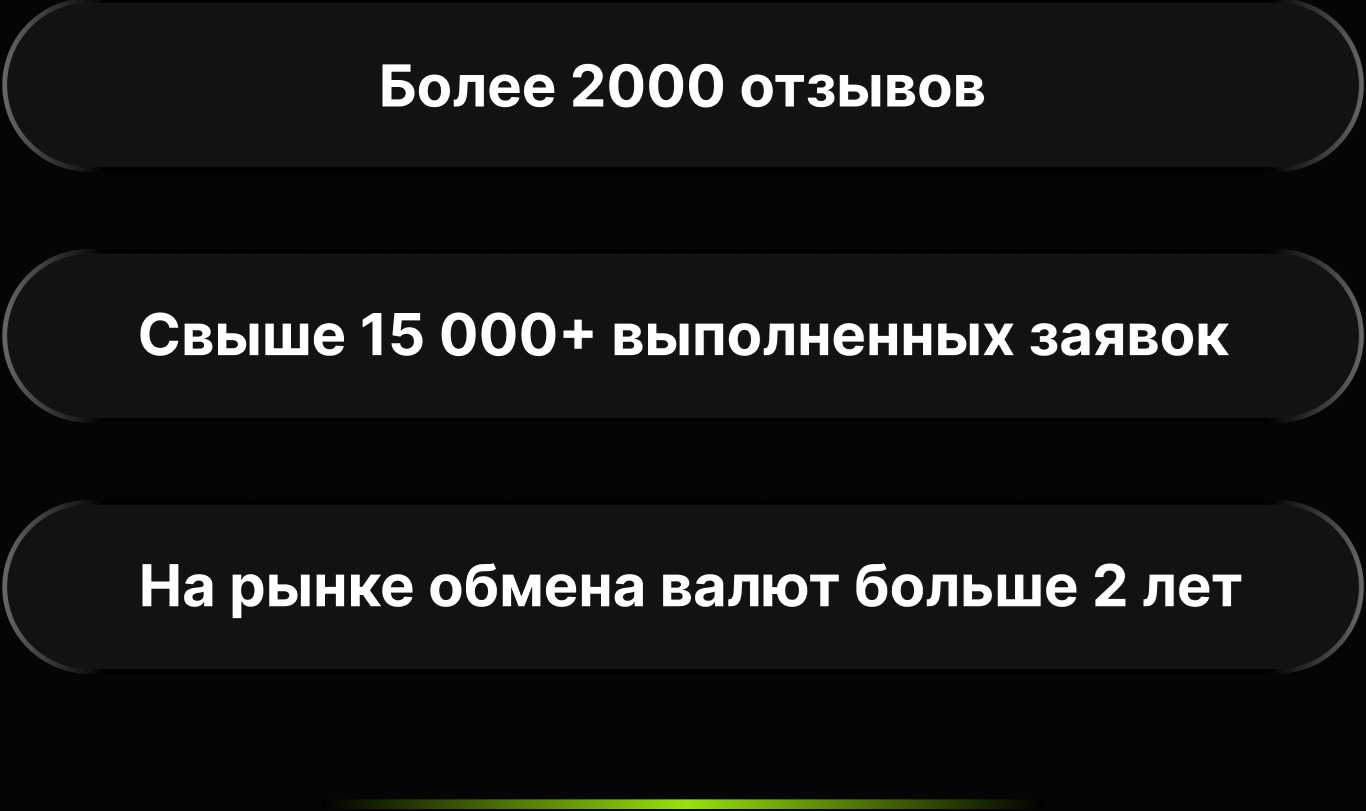 Более 2000 отзывов
Свыше 15 000+ выполненных заявок
На рынке обмена валют больше 2 лет